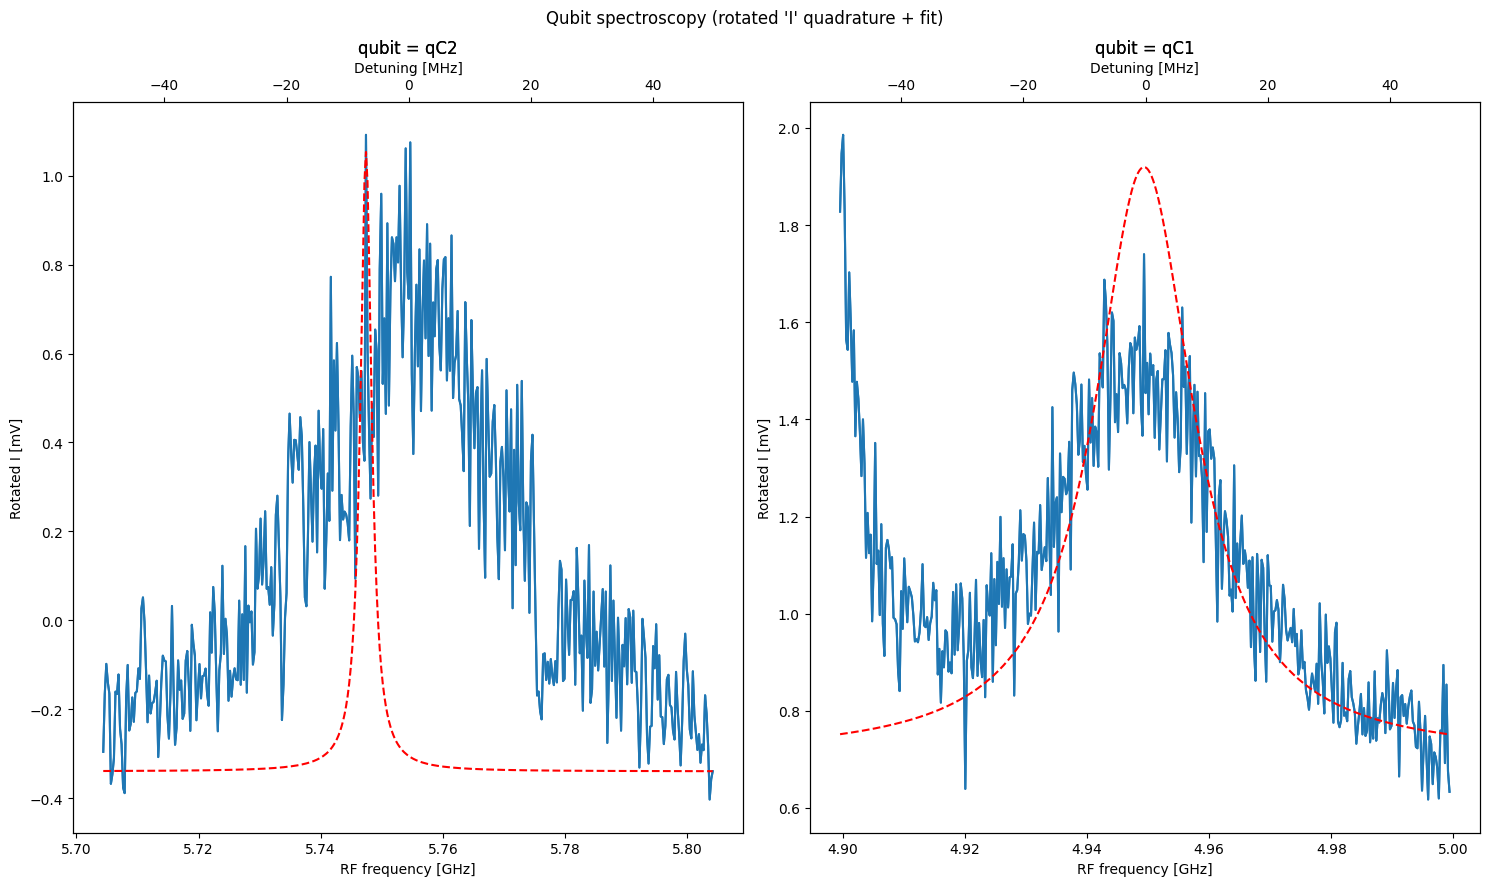 Qubit spectroscopy (rotated 'I' quadrature + fit)
qubit = qC2
Detuning [MHz]
−40 −20 0 20 40
1.0
0.8
0.6
0.4
0.2
0.0
−0.2
−0.4
Rotated I [mV]
5.70 5.72 5.74 5.76 5.78 5.80
RF frequency [GHz]
qubit = qC1
Detuning [MHz]
−40 −20 0 20 40
2.0
1.8
1.6
1.4
1.2
1.0
0.8
0.6
Rotated I [mV]
4.90 4.92 4.94 4.96 4.98 5.00
RF frequency [GHz]